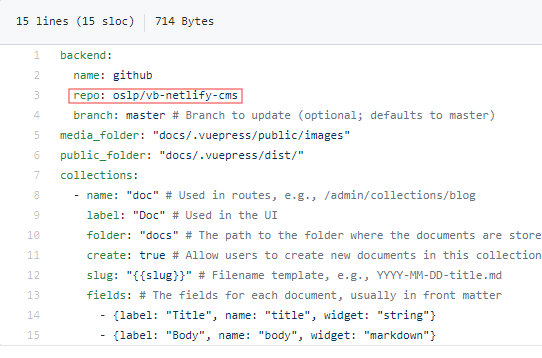 15 lines (15 sloc) 714 Bytes
1 backend:
2 name: github
3 repo: oslp/vb-netlify-cms
4 branch: master # Branch to update (optional; defaults to master)
5 media_folder: "docs/.vuepress/public/images"
6 public_folder: "docs/.vuepress/dist/"
7 collections:
8 - name: "doc" # Used in routes, e.g., /admin/collections/blog
9 label: "Doc" # Used in the UI
10 folder: "docs" # The path to the folder where the documents are store
11 create: true # Allow users to create new documents in this collection
12 slug: "{{slug}}" # Filename template, e.g., YYYY-MM-DD-title.md
13 fields: # The fields for each document, usually in front matter
14 - {label: "Title", name: "title", widget: "string"}
15 - {label: "Body", name: "body", widget: "markdown"}